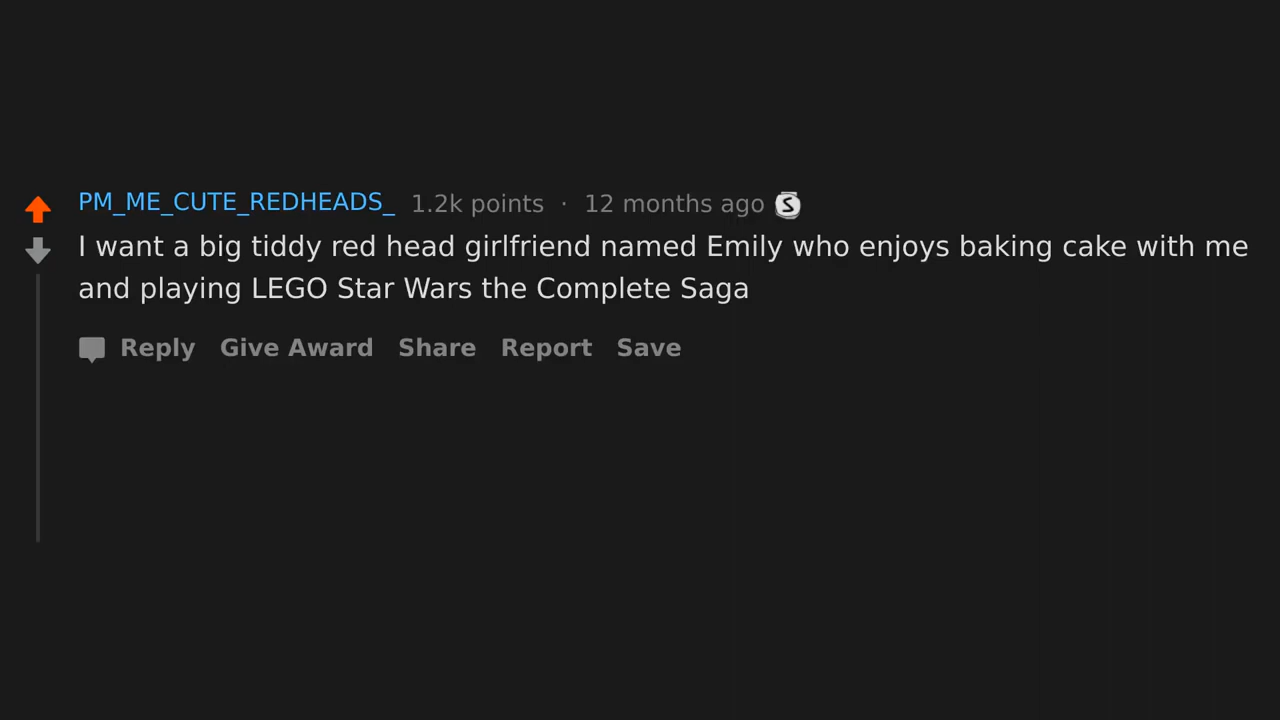 PM_ME_CUTE_REDHEADS_ 1.2k points · 12 months ago S
I want a big tiddy red head girlfriend named Emily who enjoys baking cake with me
and playing LEGO Star Wars the Complete Saga
Reply Give Award Share Report Save